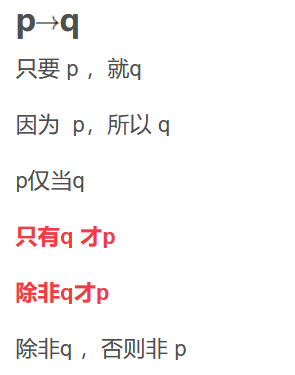 p→q
只要 p ，就q
因为  p，所以 q
p仅当q
只有q 才p
除非q才p
除非q ，否则非 p